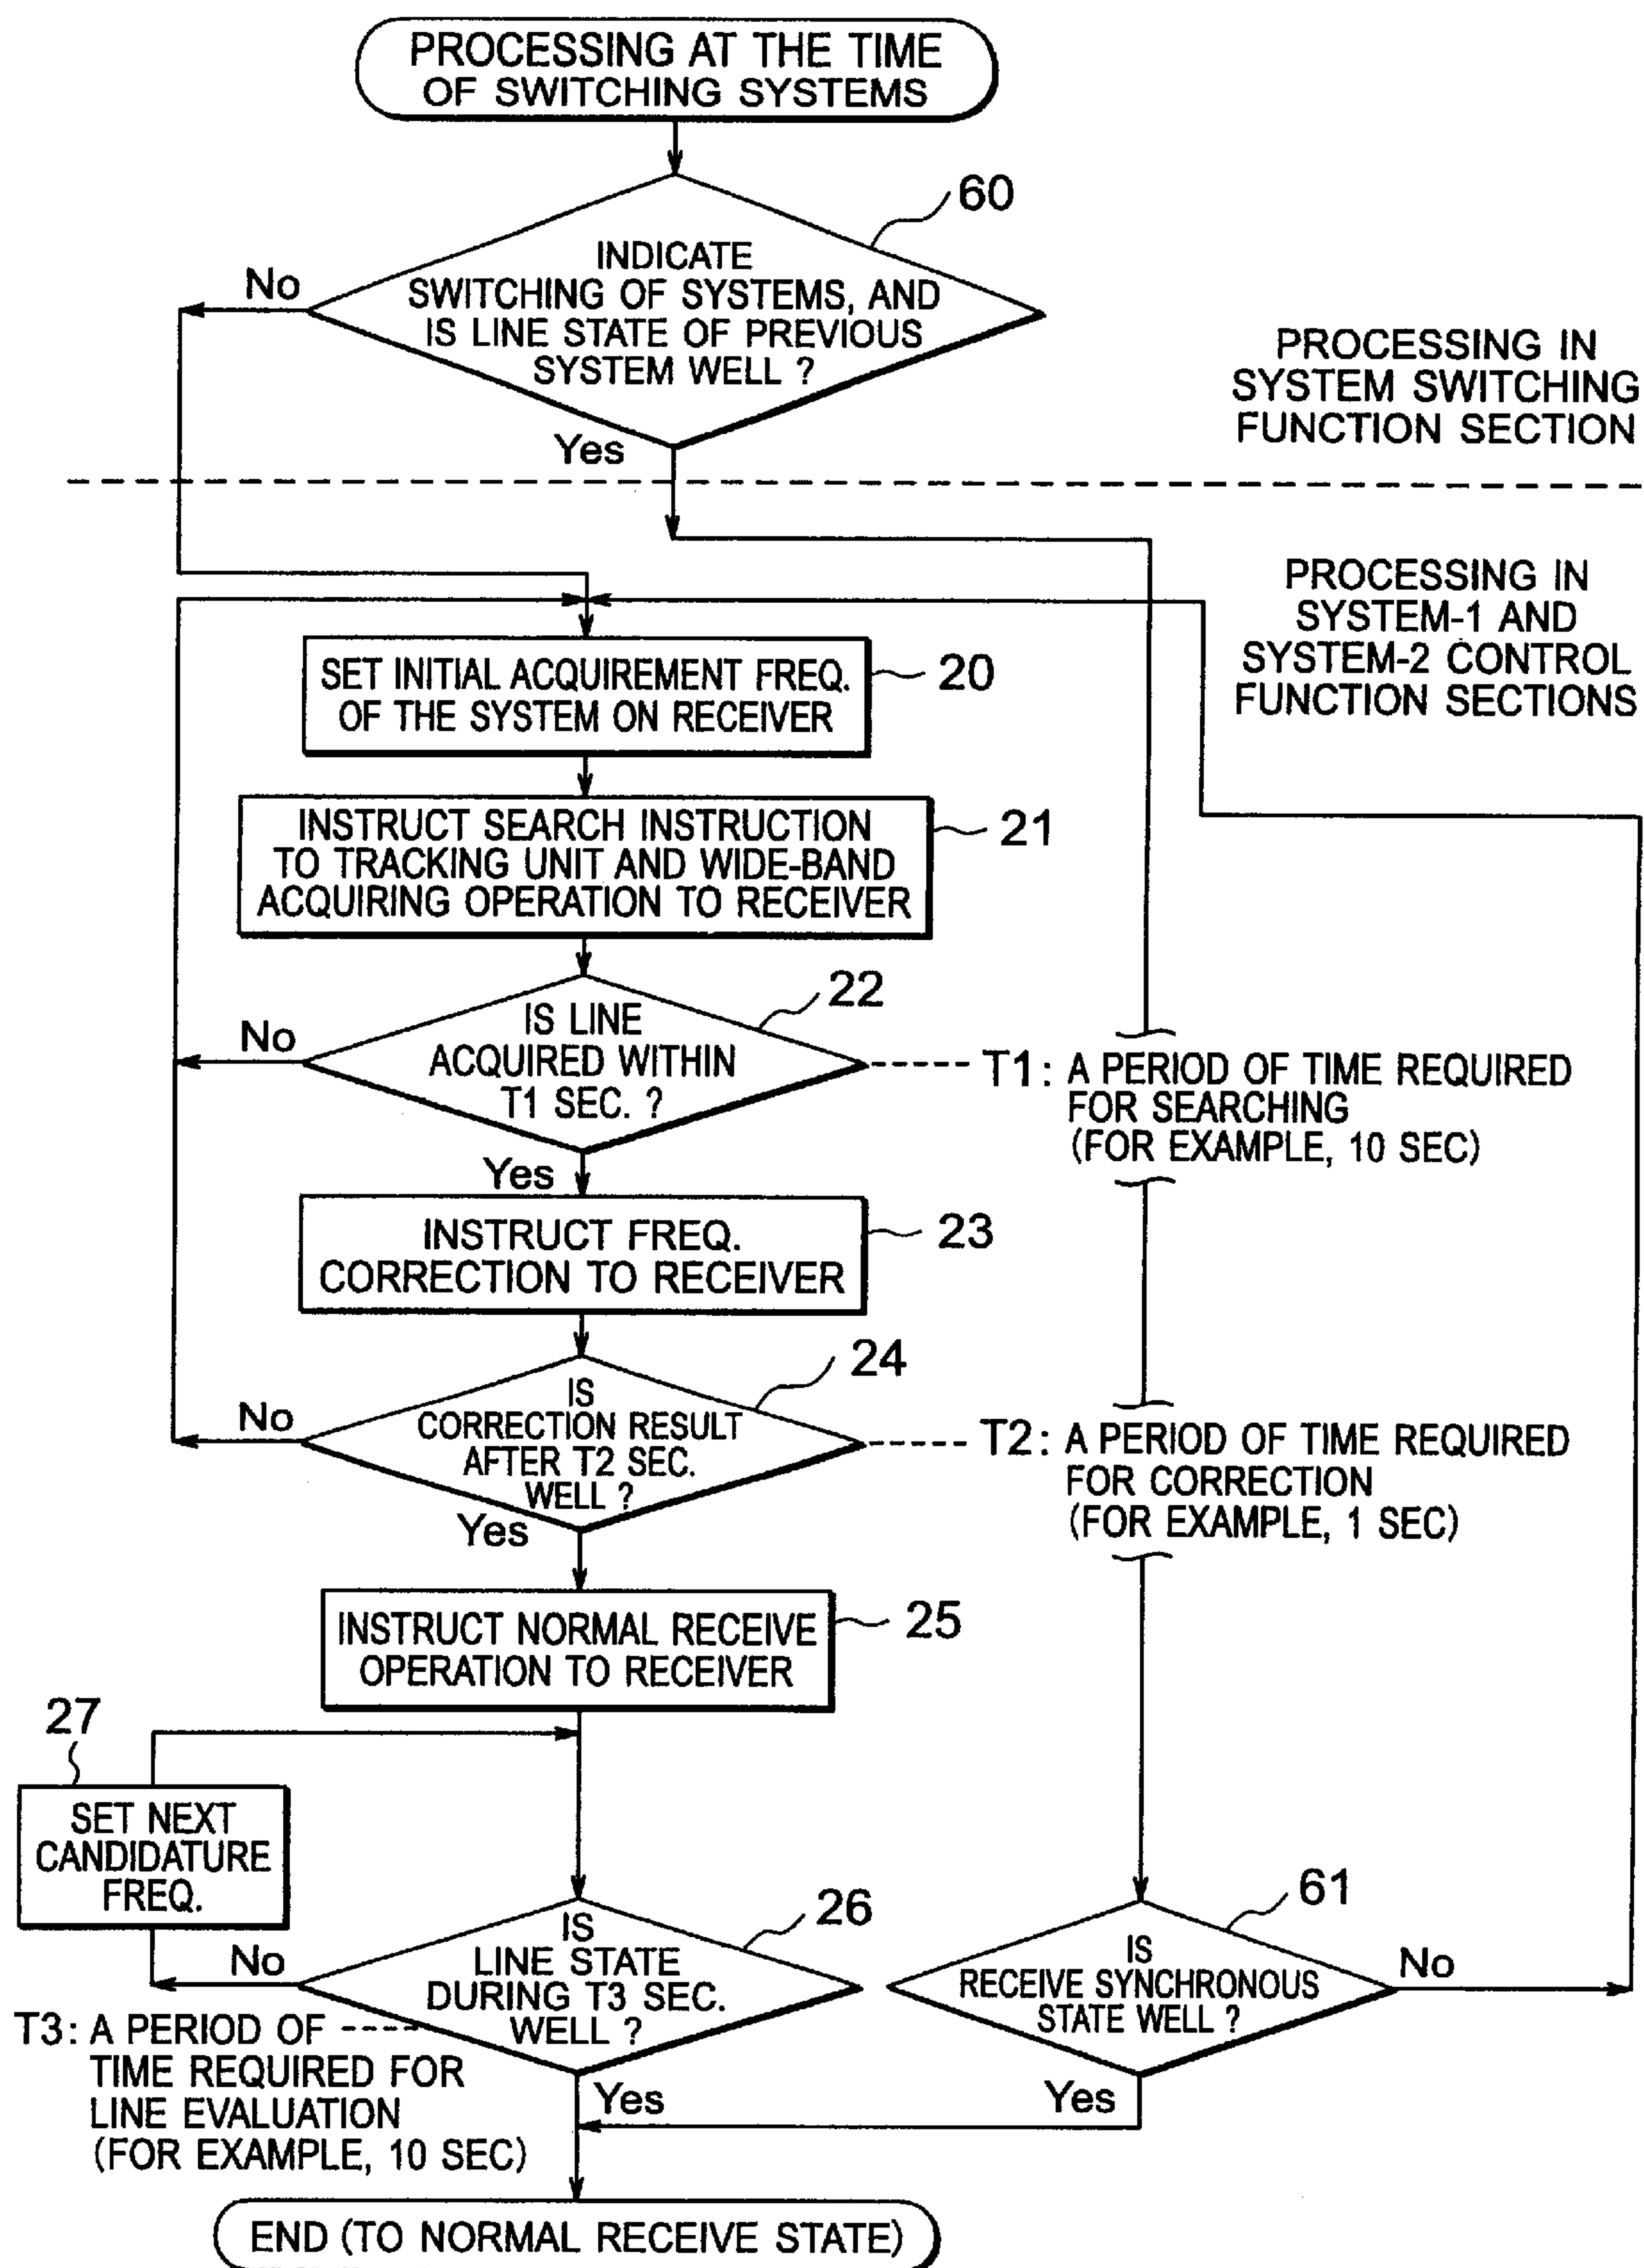 PROCESSING AT THE TIME
OF SWITCHING SYSTEMS
60
INDICATE
SWITCHING OF SYSTEMS, AND
IS LINE STATE OF PREVIOUS
SYSTEM WELL ?
No
Yes
PROCESSING IN
SYSTEM SWITCHING
FUNCTION SECTION
PROCESSING IN
SYSTEM-1 AND
SYSTEM-2 CONTROL
FUNCTION SECTIONS
SET INITIAL ACQUIREMENT FREQ.
OF THE SYSTEM ON RECEIVER
20
INSTRUCT SEARCH INSTRUCTION
TO TRACKING UNIT AND WIDE-BAND
ACQUIRING OPERATION TO RECEIVER
21
22
IS LINE
ACQUIRED WITHIN
T1 SEC. ?
No
Yes
T1: A PERIOD OF TIME REQUIRED
FOR SEARCHING
(FOR EXAMPLE, 10 SEC)
INSTRUCT FREQ.
CORRECTION TO RECEIVER
23
24
IS
CORRECTION RESULT
AFTER T2 SEC.
WELL ?
No
Yes
T2: A PERIOD OF TIME REQUIRED
FOR CORRECTION
(FOR EXAMPLE, 1 SEC)
INSTRUCT NORMAL RECEIVE
OPERATION TO RECEIVER
25
27
SET NEXT
CANDIDATURE
FREQ.
26
IS
LINE STATE
DURING T3 SEC.
WELL ?
No
Yes
T3: A PERIOD OF
TIME REQUIRED FOR
LINE EVALUATION
(FOR EXAMPLE, 10 SEC)
61
IS
RECEIVE SYNCHRONOUS
STATE WELL ?
No
Yes
END (TO NORMAL RECEIVE STATE)